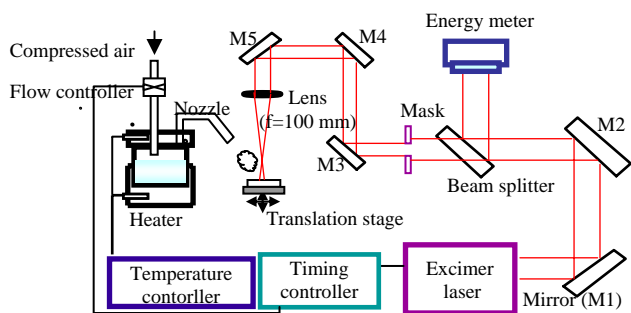 Energy meter
M5
M4
Compressed air
Flow controller
Nozzle
Lens
(f=100 mm)
Mask
M2
M3
Beam splitter
Heater
Translation stage
Temperature
contorller
Timing
controller
Excimer
laser
Mirror (M1)